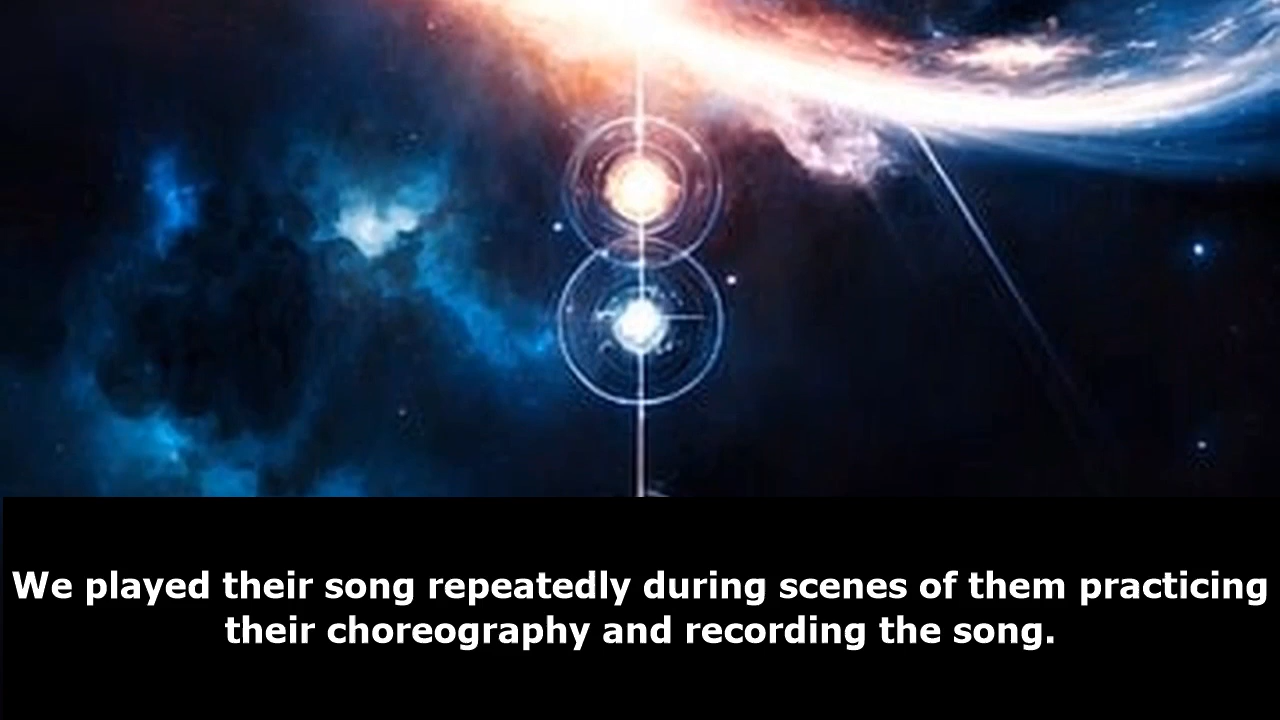 We played their song repeatedly during scenes of them practicing
their choreography and recording the song.